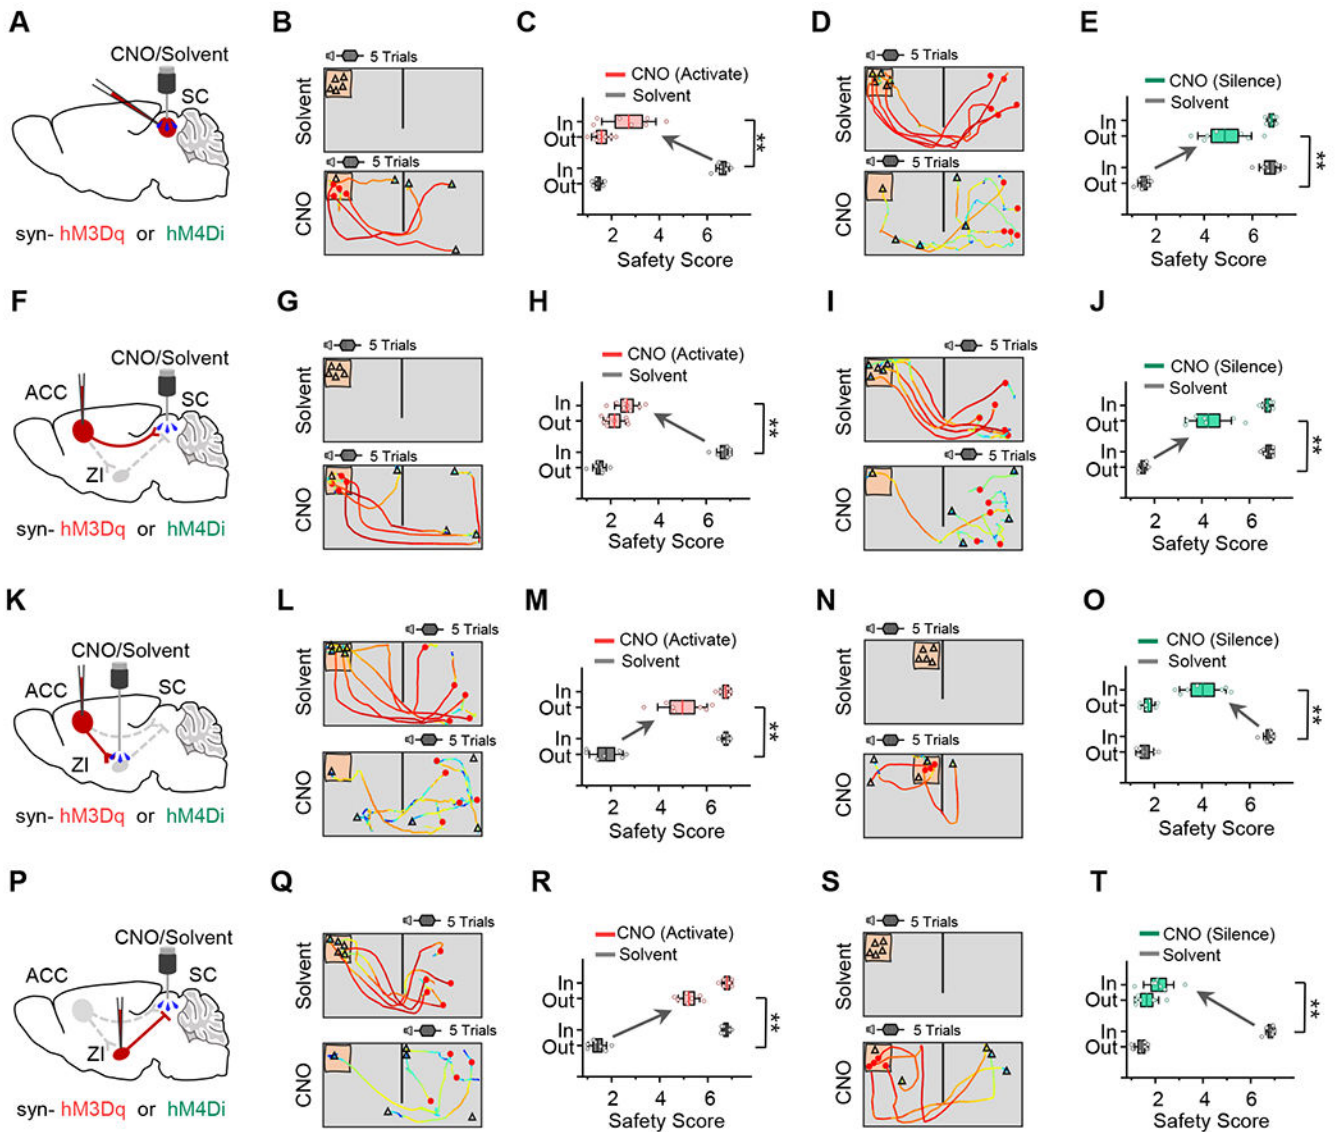 A
CNO/Solvent
SC
syn- hM3Dq or hM4Di
B
5 Trials
Solvent
5 Trials
CNO
C
CNO (Activate)
Solvent
In
Out
In
Out
**
2 4 6
Safety Score
D
5 Trials
Solvent
5 Trials
CNO
E
CNO (Silence)
Solvent
In
Out
In
Out
**
2 4 6
Safety Score
F
CNO/Solvent
ACC
SC
ZI
syn- hM3Dq or hM4Di
G
5 Trials
Solvent
5 Trials
CNO
H
CNO (Activate)
Solvent
In
Out
In
Out
**
2 4 6
Safety Score
I
5 Trials
Solvent
5 Trials
CNO
J
CNO (Silence)
Solvent
In
Out
In
Out
**
2 4 6
Safety Score
K
CNO/Solvent
ACC
SC
ZI
syn- hM3Dq or hM4Di
L
5 Trials
Solvent
5 Trials
CNO
M
CNO (Activate)
Solvent
In
Out
In
Out
**
2 4 6
Safety Score
N
5 Trials
Solvent
5 Trials
CNO
O
CNO (Silence)
Solvent
In
Out
In
Out
**
2 4 6
Safety Score
P
CNO/Solvent
ACC
SC
ZI
syn- hM3Dq or hM4Di
Q
5 Trials
Solvent
5 Trials
CNO
R
CNO (Activate)
Solvent
In
Out
In
Out
**
2 4 6
Safety Score
S
5 Trials
Solvent
5 Trials
CNO
T
CNO (Silence)
Solvent
In
Out
In
Out
**
2 4 6
Safety Score